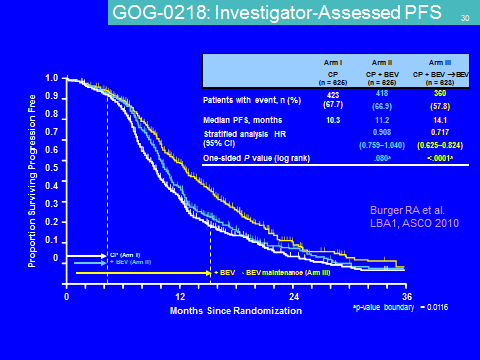 GOG-0218: Investigator-Assessed PFS
30
Arm I Arm II Arm III
CP CP + BEV CP + BEV → BEV
(n = 625) (n = 625) (n = 623)
Patients with event, n (%) 423 418 360
(67.7) (66.9) (57.8)
Median PFS, months 10.3 11.2 14.1
Stratified analysis HR 0.908 0.717
(95% CI) (0.759–1.040) (0.625–0.824)
One-sided P value (log rank) .080ᵃ <.0001ᵃ
Proportion Surviving Progression Free
1.0
0.9
0.8
0.7
0.6
0.5
0.4
0.3
0.2
0.1
0
Burger RA et al.
LBA1, ASCO 2010
CP (Arm I)
+ BEV (Arm II)
+ BEV → BEV maintenance (Arm III)
0 12 24 36
Months Since Randomization
ᵃp-value boundary = 0.0116